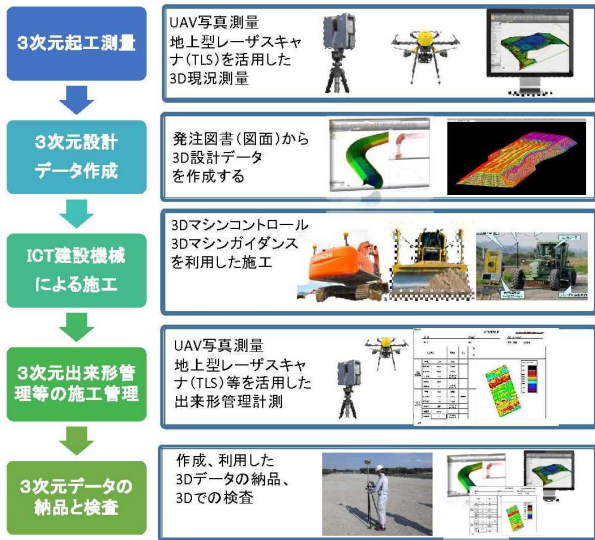 3次元起工測量
UAV写真測量
地上型レーザスキャ
ナ(TLS)を活用した
3D現況測量
3次元設計
データ作成
発注図書(図面)から
3D設計データ
を作成する
ICT建設機械
による施工
3Dマシンコントロール
3Dマシンガイダンス
を利用した施工
HITACHI
3次元出来形管
理等の施工管理
UAV写真測量
地上型レーザスキャ
ナ(TLS)等を活用した
出来形管理計測
3次元データの
納品と検査
作成、利用した
3Dデータの納品、
3Dでの検査